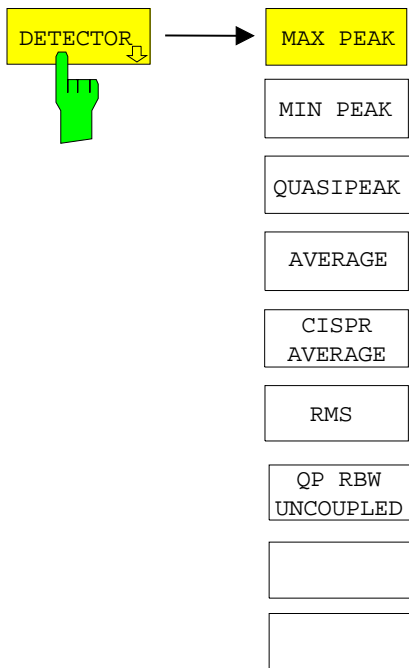 DETECTOR
MAX PEAK
MIN PEAK
QUASIPEAK
AVERAGE
CISPR
AVERAGE
RMS
QP RBW
UNCOUPLED